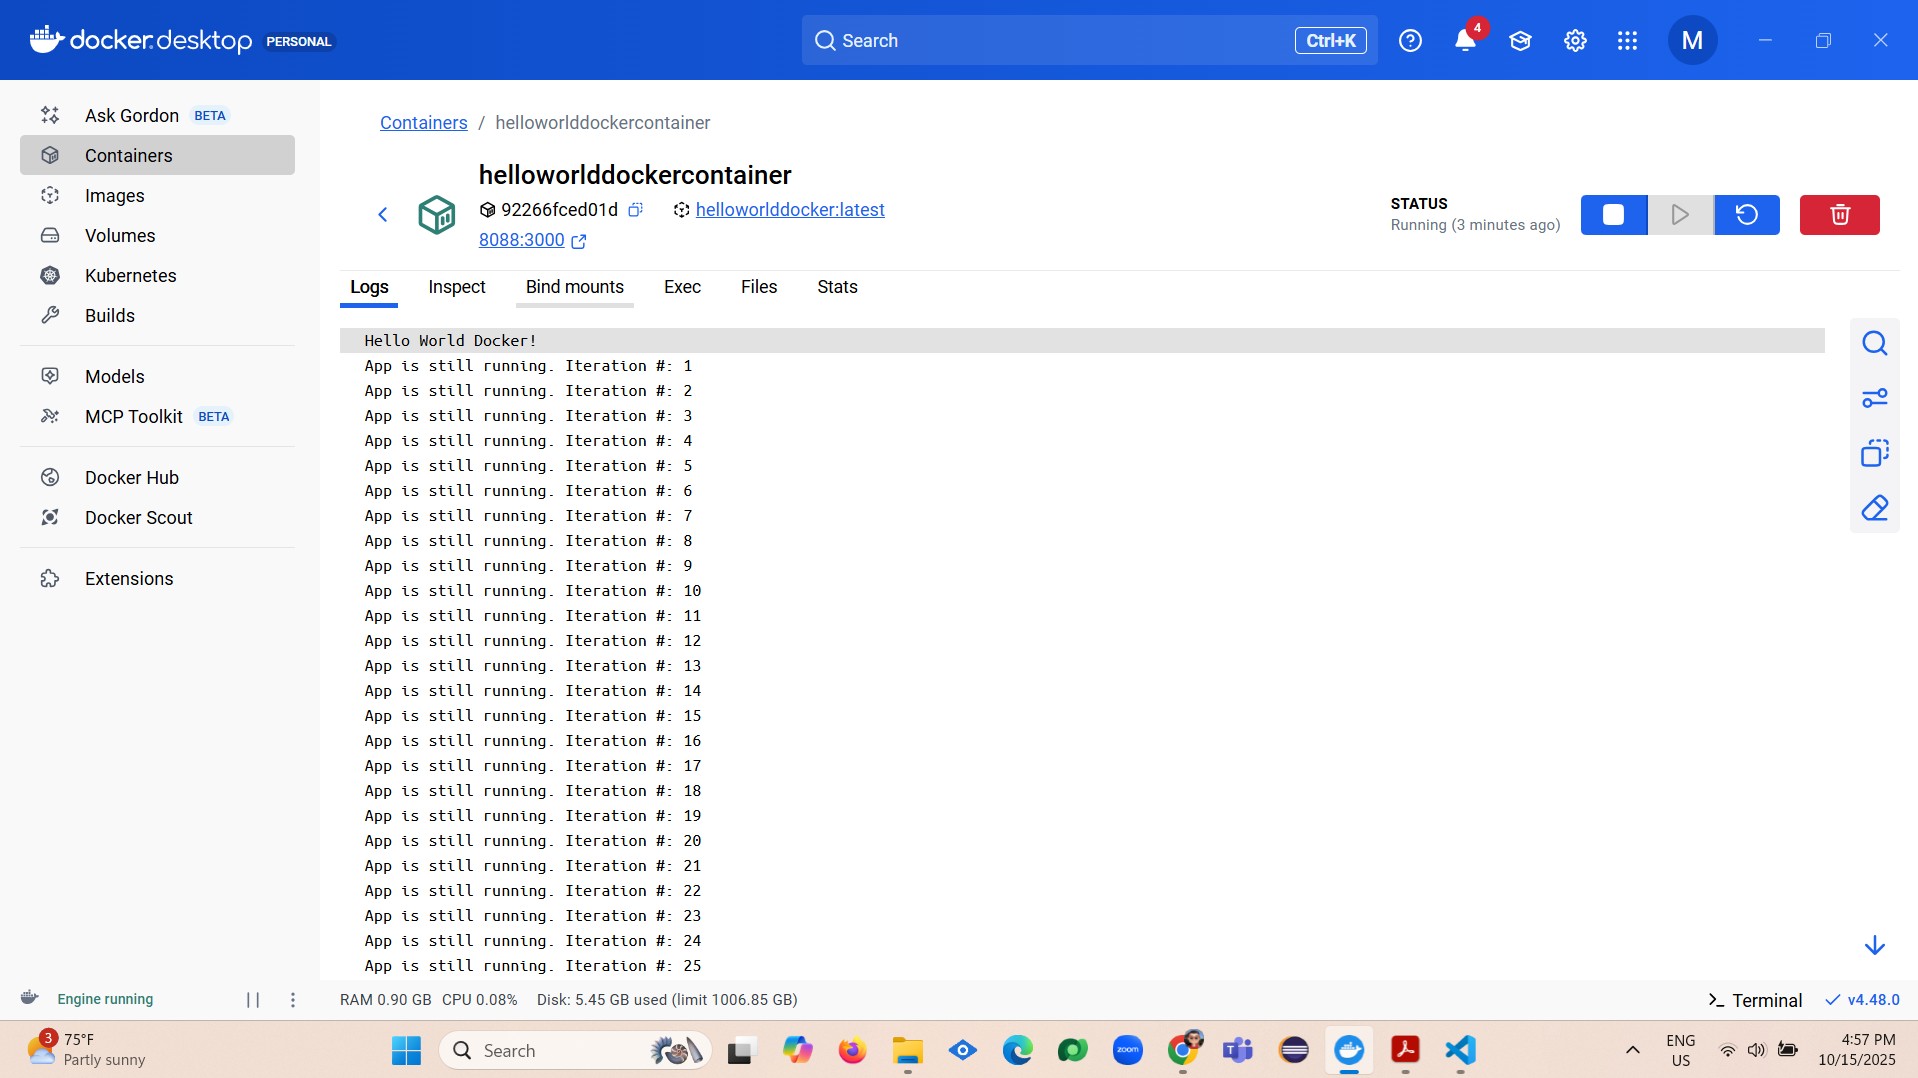 docker.desktop PERSONAL
Search
Ctrl+K
4
M
Ask Gordon BETA
Containers
Images
Volumes
Kubernetes
Builds
Models
MCP Toolkit BETA
Docker Hub
Docker Scout
Extensions
Containers / helloworlddockercontainer
helloworlddockercontainer
92266fced01d helloworlddocker:latest
8088:3000
STATUS
Running (3 minutes ago)
Logs Inspect Bind mounts Exec Files Stats
Hello World Docker!
App is still running. Iteration #: 1
App is still running. Iteration #: 2
App is still running. Iteration #: 3
App is still running. Iteration #: 4
App is still running. Iteration #: 5
App is still running. Iteration #: 6
App is still running. Iteration #: 7
App is still running. Iteration #: 8
App is still running. Iteration #: 9
App is still running. Iteration #: 10
App is still running. Iteration #: 11
App is still running. Iteration #: 12
App is still running. Iteration #: 13
App is still running. Iteration #: 14
App is still running. Iteration #: 15
App is still running. Iteration #: 16
App is still running. Iteration #: 17
App is still running. Iteration #: 18
App is still running. Iteration #: 19
App is still running. Iteration #: 20
App is still running. Iteration #: 21
App is still running. Iteration #: 22
App is still running. Iteration #: 23
App is still running. Iteration #: 24
App is still running. Iteration #: 25
Engine running
RAM 0.90 GB CPU 0.08% Disk: 5.45 GB used (limit 1006.85 GB)
Terminal
v4.48.0
3
75°F
Partly sunny
Search
zoom
ENG
US
4:57 PM
10/15/2025